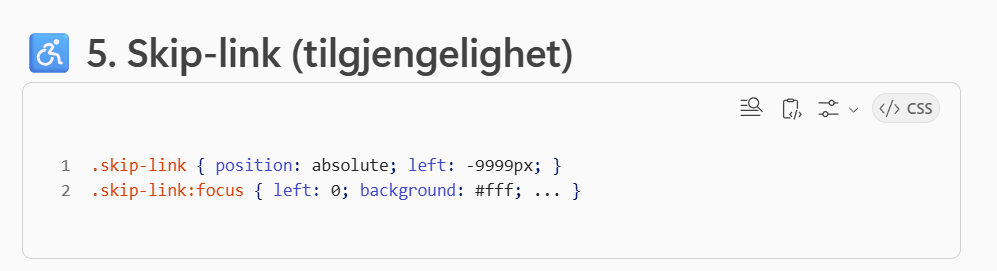 ♿ 5. Skip-link (tilgjengelighet)
</> CSS
1 .skip-link { position: absolute; left: -9999px; }
2 .skip-link:focus { left: 0; background: #fff; ... }